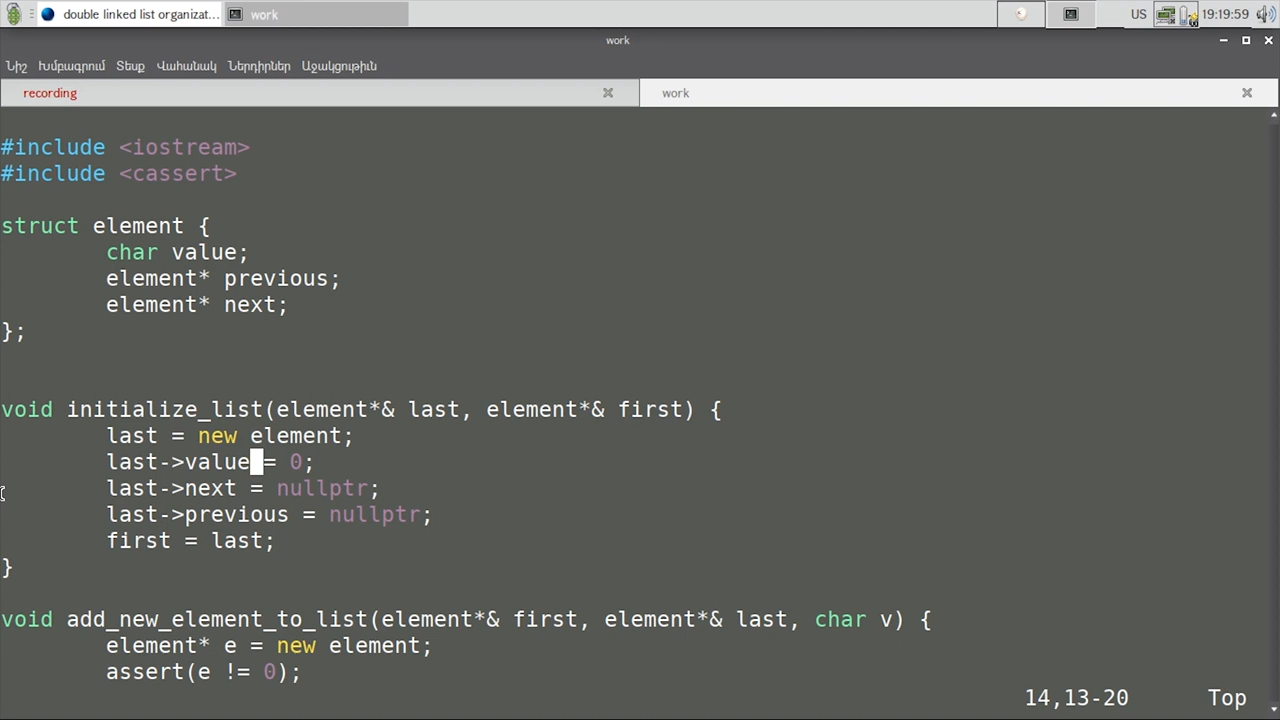 double linked list organizat...
work
US
19:19:59
work
Նիշ Խմբագրում Տեսք Վահանակ Ներդիրներ Աջակցութիւն
recording
work
#include <iostream>
#include <cassert>
struct element {
char value;
element* previous;
element* next;
};
void initialize_list(element*& last, element*& first) {
last = new element;
last->value = 0;
last->next = nullptr;
last->previous = nullptr;
first = last;
}
void add_new_element_to_list(element*& first, element*& last, char v) {
element* e = new element;
assert(e != 0);
14,13-20
Top